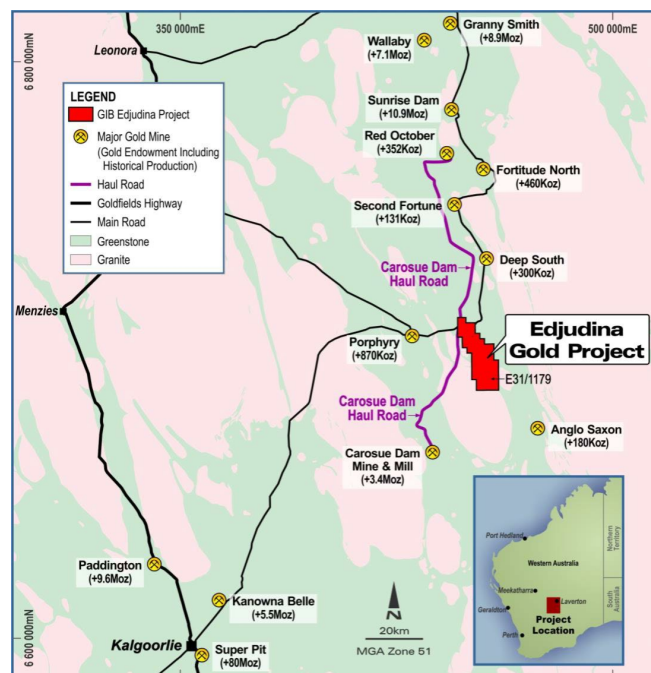 350 000mE
500 000mE
Leonora
6 800 000mN
Wallaby
(+7.1Moz)
Granny Smith
(+8.9Moz)
LEGEND
GIB Edjudina Project
Major Gold Mine
(Gold Endowment Including
Historical Production)
Haul Road
Goldfields Highway
Main Road
Greenstone
Granite
Sunrise Dam
(+10.9Moz)
Red October
(+352Koz)
Fortitude North
(+460Koz)
Second Fortune
(+131Koz)
Carosue Dam
Haul Road
Deep South
(+300Koz)
Menzies
Porphyry
(+870Koz)
Edjudina
Gold Project
E31/1179
Carosue Dam
Haul Road
Anglo Saxon
(+180Koz)
Carosue Dam
Mine & Mill
(+3.4Moz)
Port Hedland
Northern
Territory
Western Australia
Meekatharra
Laverton
Geraldton
South
Australia
Project
Location
Perth
Paddington
(+9.6Moz)
Kanowna Belle
(+5.5Moz)
N
20km
MGA Zone 51
6 600 000mN
Kalgoorlie
Super Pit
(+80Moz)